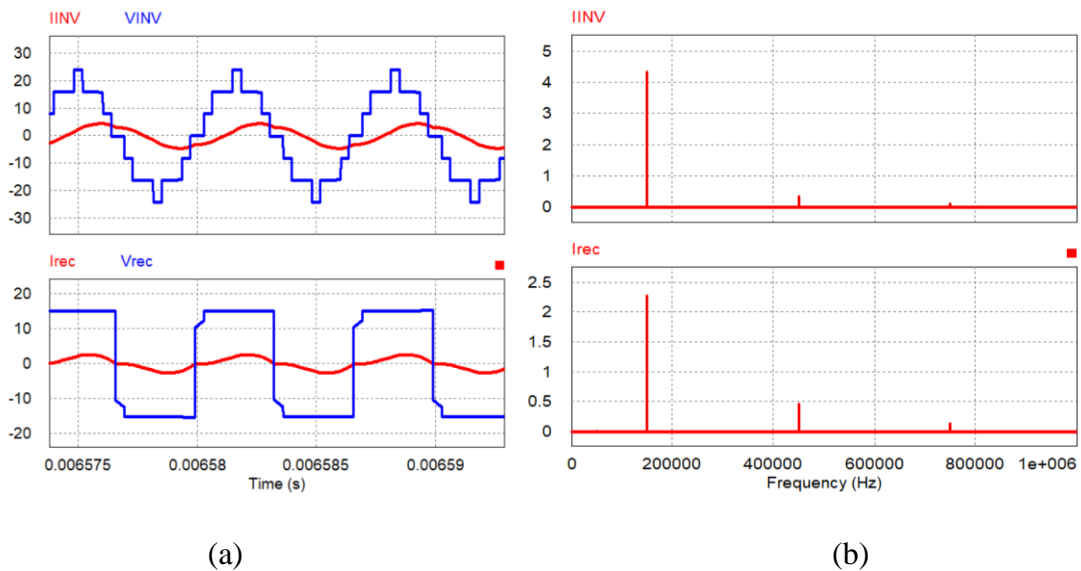 IINV VINV
30
20
10
0
-10
-20
-30
Irec Vrec
20
10
0
-10
-20
0.006575 0.00658 0.006585 0.00659
Time (s)
(a)
IINV
5
4
3
2
1
0
Irec
2.5
2
1.5
1
0.5
0
0 200000 400000 600000 800000 1e+006
Frequency (Hz)
(b)